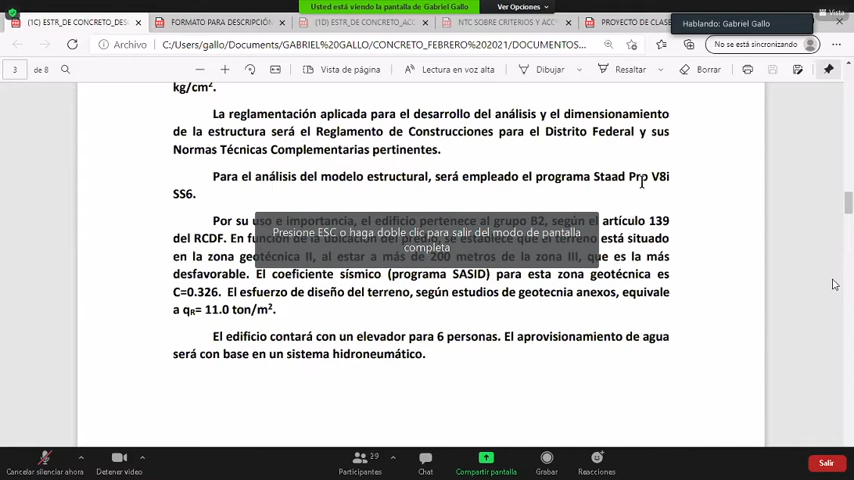 Usted está viendo la pantalla de Gabriel Gallo
Ver Opciones
Vista
Hablando: Gabriel Gallo
(1C) ESTR_DE_CONCRETO_DES
FORMATO PARA DESCRIPCIÓN
(1D) ESTR_DE CONCRETO_ACC
NTC SOBRE CRITERIOS Y ACC
PROYECTO DE CLASE
Archivo
C:/Users/gallo/Documents/GABRIEL%20GALLO/CONCRETO_FEBRERO%202021/DOCUMENTOS...
No se está sincronizando
3 de 8
Vista de página
Lectura en voz alta
Dibujar
Resaltar
Borrar
kg/cm².
La reglamentación aplicada para el desarrollo del análisis y el dimensionamiento
de la estructura será el Reglamento de Construcciones para el Distrito Federal y sus
Normas Técnicas Complementarias pertinentes.
Para el análisis del modelo estructural, será empleado el programa Staad Pro V8i
SS6.
Por su uso e importancia, el edificio pertenece al grupo B2, según el artículo 139
del RCDF. En función de la ubicación del predio, se establece que el terreno está situado
en la zona geotécnica II, al estar a más de 200 metros de la zona III, que es la más
desfavorable. El coeficiente sísmico (programa SASID) para esta zona geotécnica es
C=0.326. El esfuerzo de diseño del terreno, según estudios de geotecnia anexos, equivale
a qR= 11.0 ton/m².
Presione ESC o haga doble clic para salir del modo de pantalla
completa
El edificio contará con un elevador para 6 personas. El aprovisionamiento de agua
será con base en un sistema hidroneumático.
Cancelar silenciar ahora
Detener video
29
Participantes
Chat
Compartir pantalla
Grabar
Reacciones
Salir